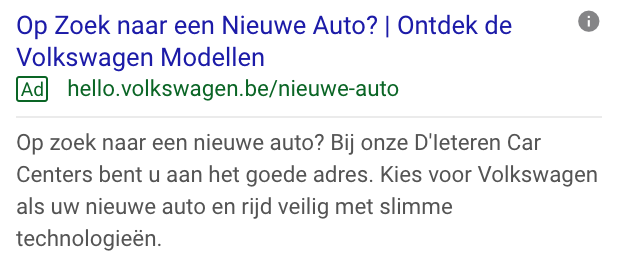 Op Zoek naar een Nieuwe Auto? | Ontdek de
Volkswagen Modellen
Ad hello.volkswagen.be/nieuwe-auto
Op zoek naar een nieuwe auto? Bij onze D'Ieteren Car
Centers bent u aan het goede adres. Kies voor Volkswagen
als uw nieuwe auto en rijd veilig met slimme
technologieën.